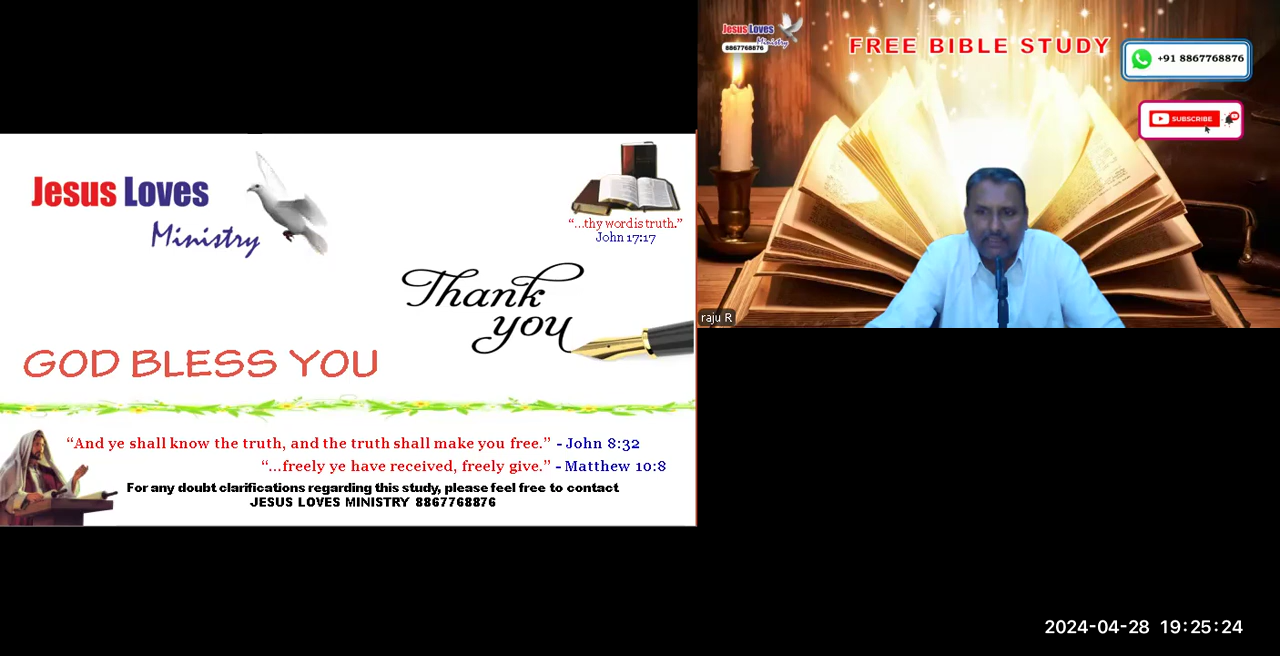 Jesus Loves
Ministry
“...thy word is truth.”
John 17:17
Thank
you
GOD BLESS YOU
“And ye shall know the truth, and the truth shall make you free.” - John 8:32
“...freely ye have received, freely give.” - Matthew 10:8
For any doubt clarifications regarding this study, please feel free to contact
JESUS LOVES MINISTRY 8867768876
Jesus Loves
Ministry
8867768876
FREE BIBLE STUDY
+91 8867768876
SUBSCRIBE
raju R
2024-04-28 19:25:24